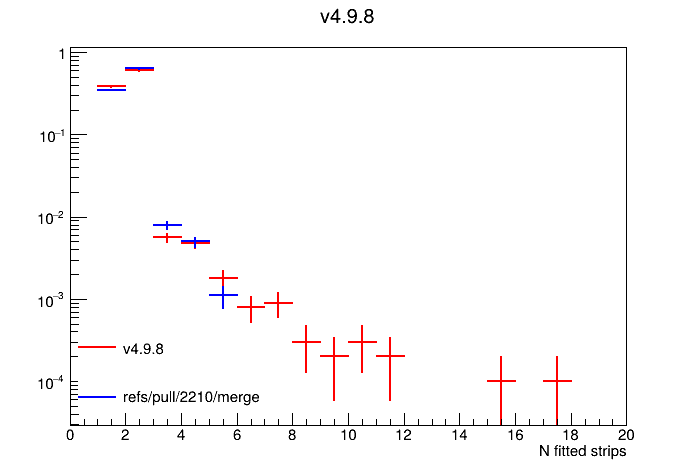 v4.9.8
1
10⁻¹
10⁻²
10⁻³
10⁻⁴
v4.9.8
refs/pull/2210/merge
0 2 4 6 8 10 12 14 16 18 20
N fitted strips